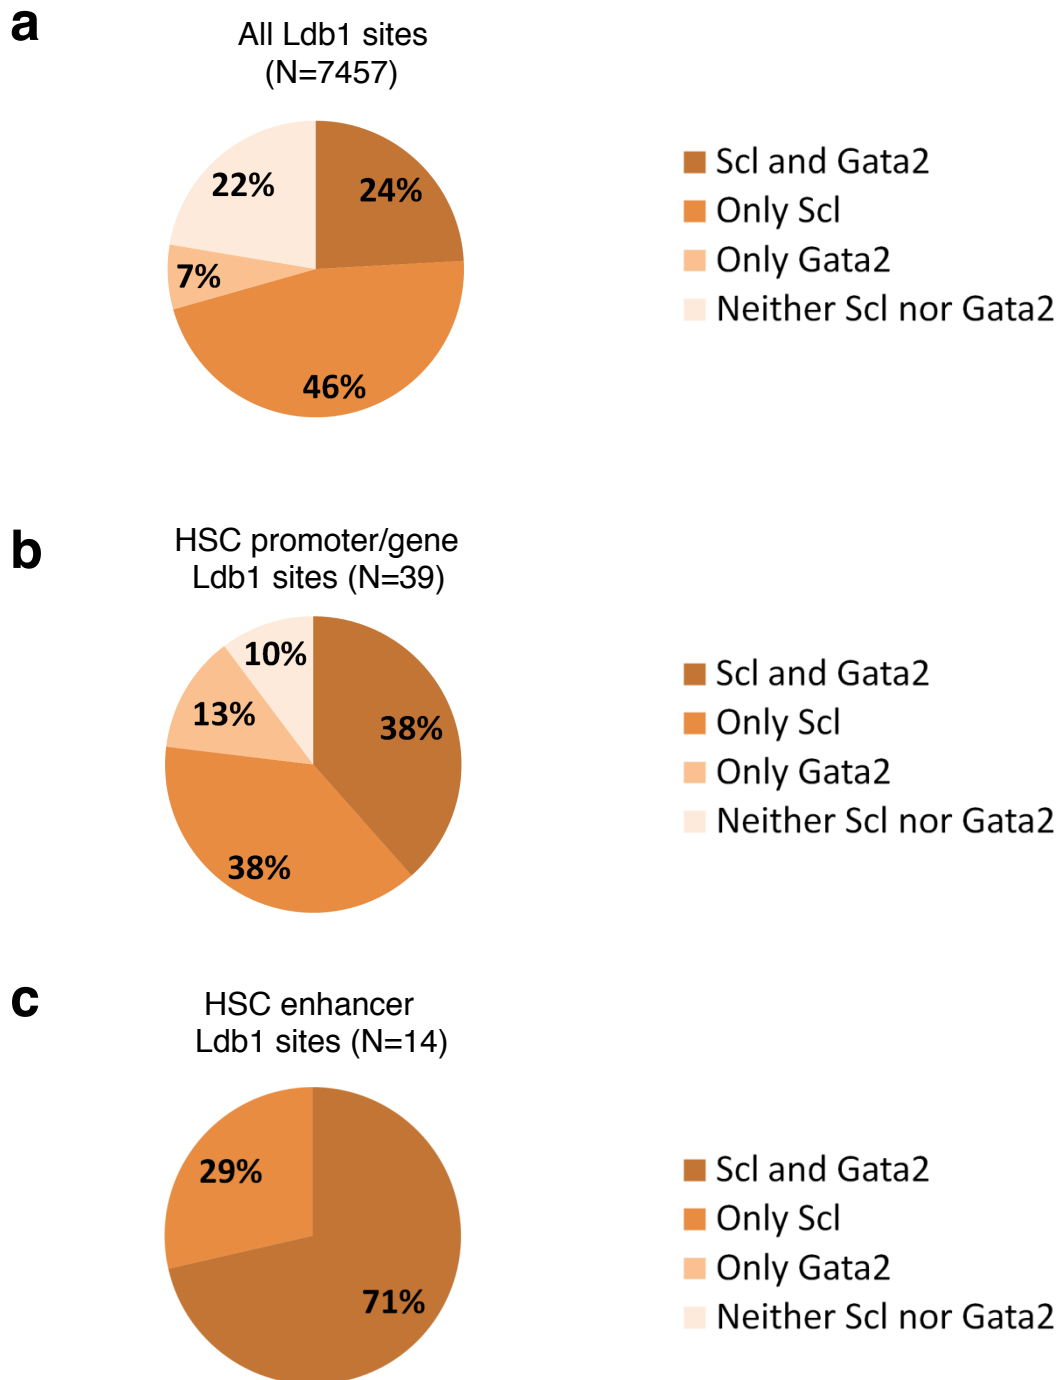 a
All Ldb1 sites
(N=7457)
22%
24%
7%
46%
Scl and Gata2
Only Scl
Only Gata2
Neither Scl nor Gata2
b
HSC promoter/gene
Ldb1 sites (N=39)
10%
13%
38%
38%
Scl and Gata2
Only Scl
Only Gata2
Neither Scl nor Gata2
c
HSC enhancer
Ldb1 sites (N=14)
29%
71%
Scl and Gata2
Only Scl
Only Gata2
Neither Scl nor Gata2